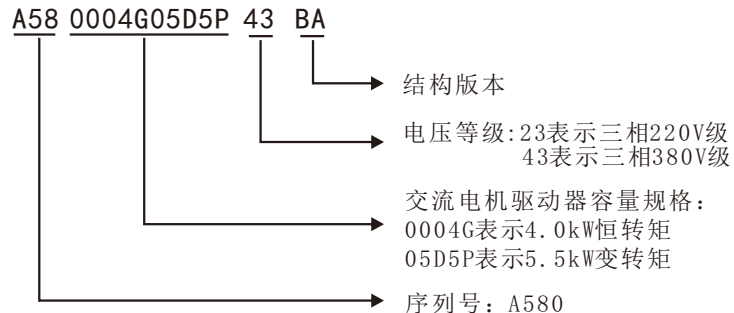 A58 0004G05D5P 43 BA
结构版本
电压等级:23表示三相220V级
43表示三相380V级
交流电机驱动器容量规格：
0004G表示4.0kW恒转矩
05D5P表示5.5kW变转矩
序列号：A580